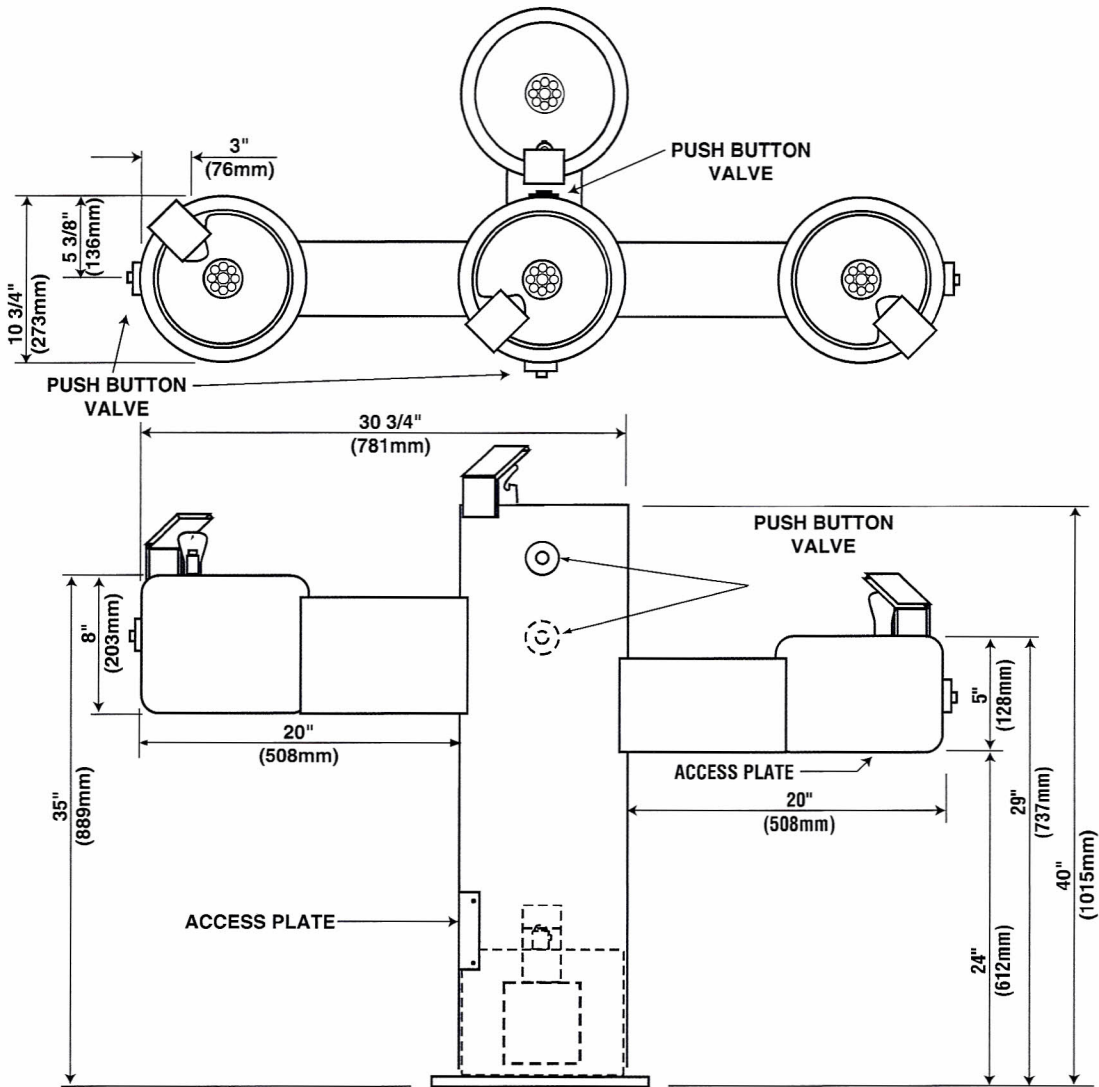 3"
(76mm)
PUSH BUTTON
VALVE
5 3/8"
(136mm)
10 3/4"
(273mm)
PUSH BUTTON
VALVE
30 3/4"
(781mm)
PUSH BUTTON
VALVE
8"
(203mm)
5"
(128mm)
20"
(508mm)
ACCESS PLATE
20"
(508mm)
35"
(889mm)
29"
(737mm)
40"
(1015mm)
ACCESS PLATE
24"
(612mm)